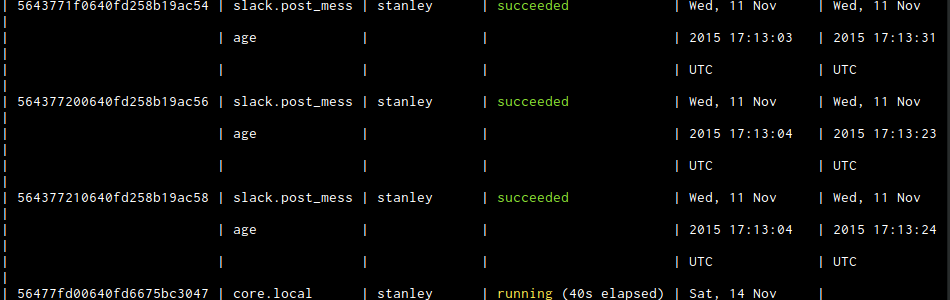 5643771f0640fd258b19ac54 | slack.post_mess | stanley | succeeded | Wed, 11 Nov | Wed, 11 Nov
| age | | | 2015 17:13:03 | 2015 17:13:31
| | | | UTC | UTC
| 564377200640fd258b19ac56 | slack.post_mess | stanley | succeeded | Wed, 11 Nov | Wed, 11 Nov
| | age | | | 2015 17:13:04 | 2015 17:13:23
| | | | | UTC | UTC
| 564377210640fd258b19ac58 | slack.post_mess | stanley | succeeded | Wed, 11 Nov | Wed, 11 Nov
| | age | | | 2015 17:13:04 | 2015 17:13:24
| | | | | UTC | UTC
| 56477fd00640fd6675bc3047 | core.local | stanley | running (40s elapsed) | Sat, 14 Nov |